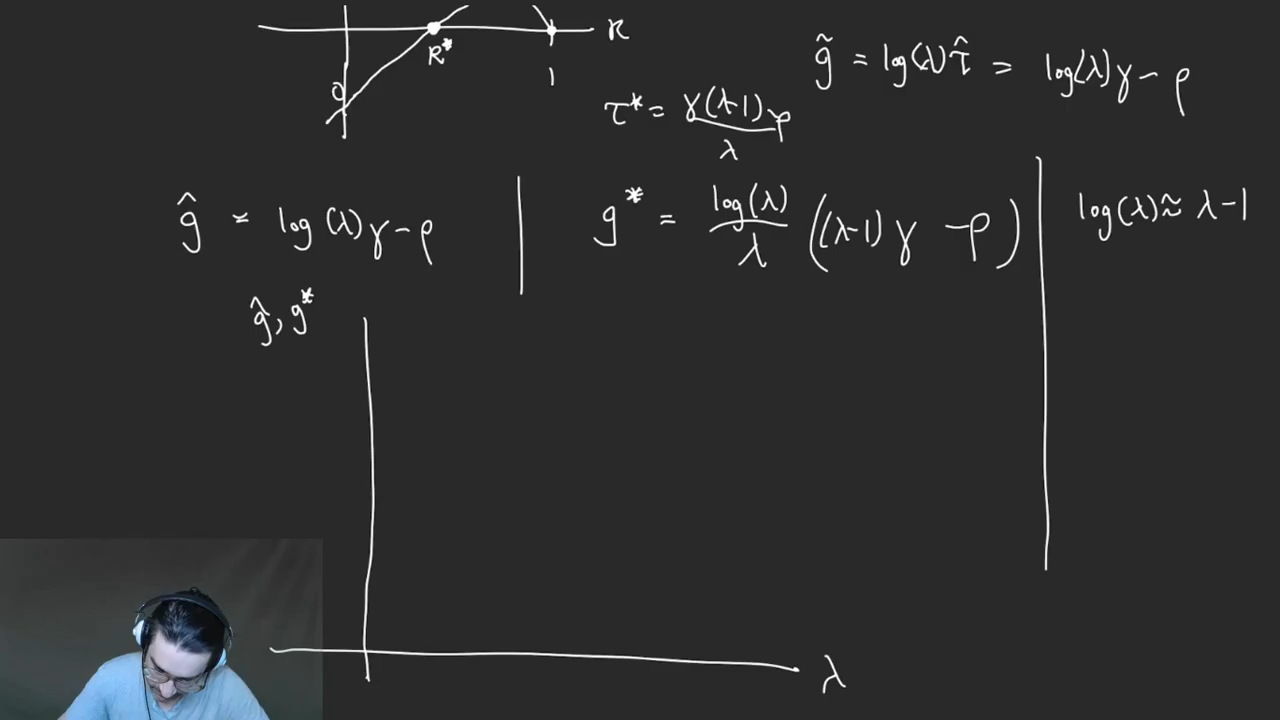 R
R*
0
1
g̃ = log(λ)τ̂ = log(λ)γ - ρ
τ* = γ(λ-1)-ρ / λ
ĝ = log(λ)γ-ρ
g* = log(λ)/λ ((λ-1)γ -ρ)
log(λ)≈ λ-1
ĝ, g*
λ